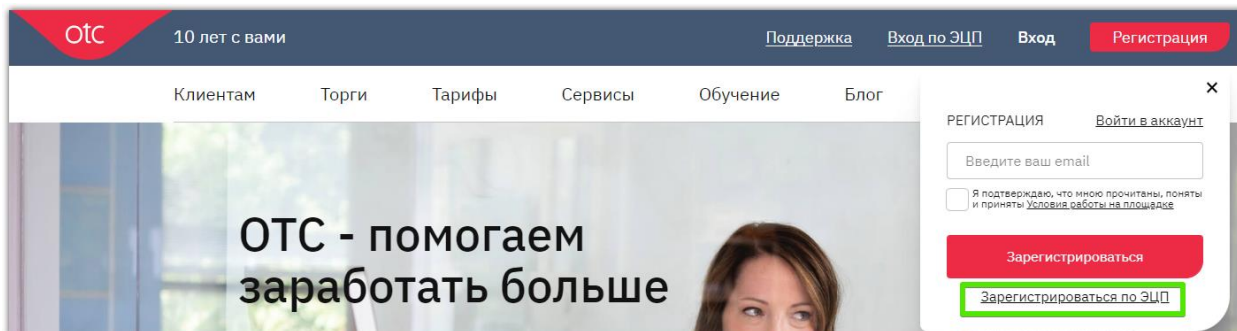 отс
10 лет с вами
Поддержка
Вход по ЭЦП
Вход
Регистрация
Клиентам
Торги
Тарифы
Сервисы
Обучение
Блог
×
РЕГИСТРАЦИЯ
Войти в аккаунт
Введите ваш email
Я подтверждаю, что мною прочитаны, поняты
и приняты Условия работы на площадке
Зарегистрироваться
Зарегистрироваться по ЭЦП
ОТС - помогаем
заработать больше